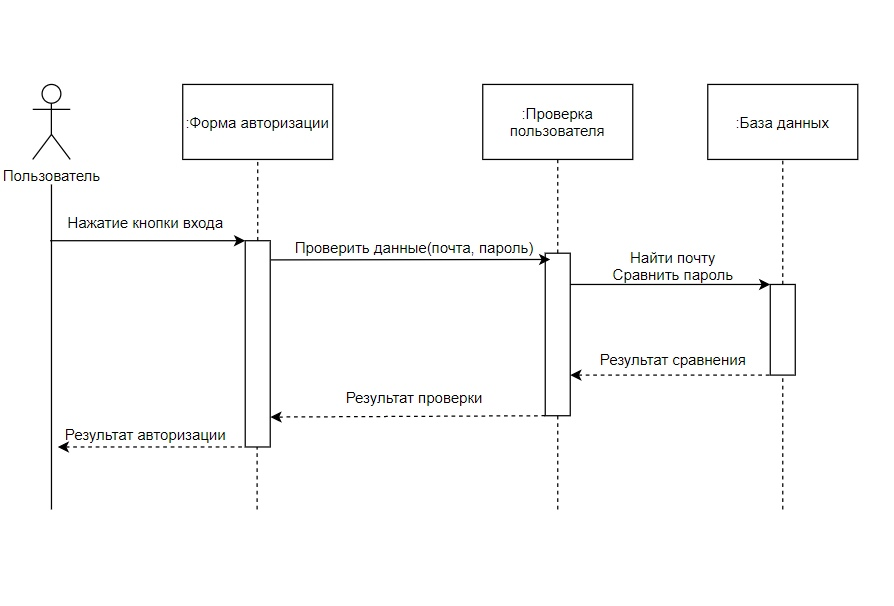 :Форма авторизации
:Проверка
пользователя
:База данных
Пользователь
Нажатие кнопки входа
Проверить данные(почта, пароль)
Найти почту
Сравнить пароль
Результат сравнения
Результат проверки
Результат авторизации